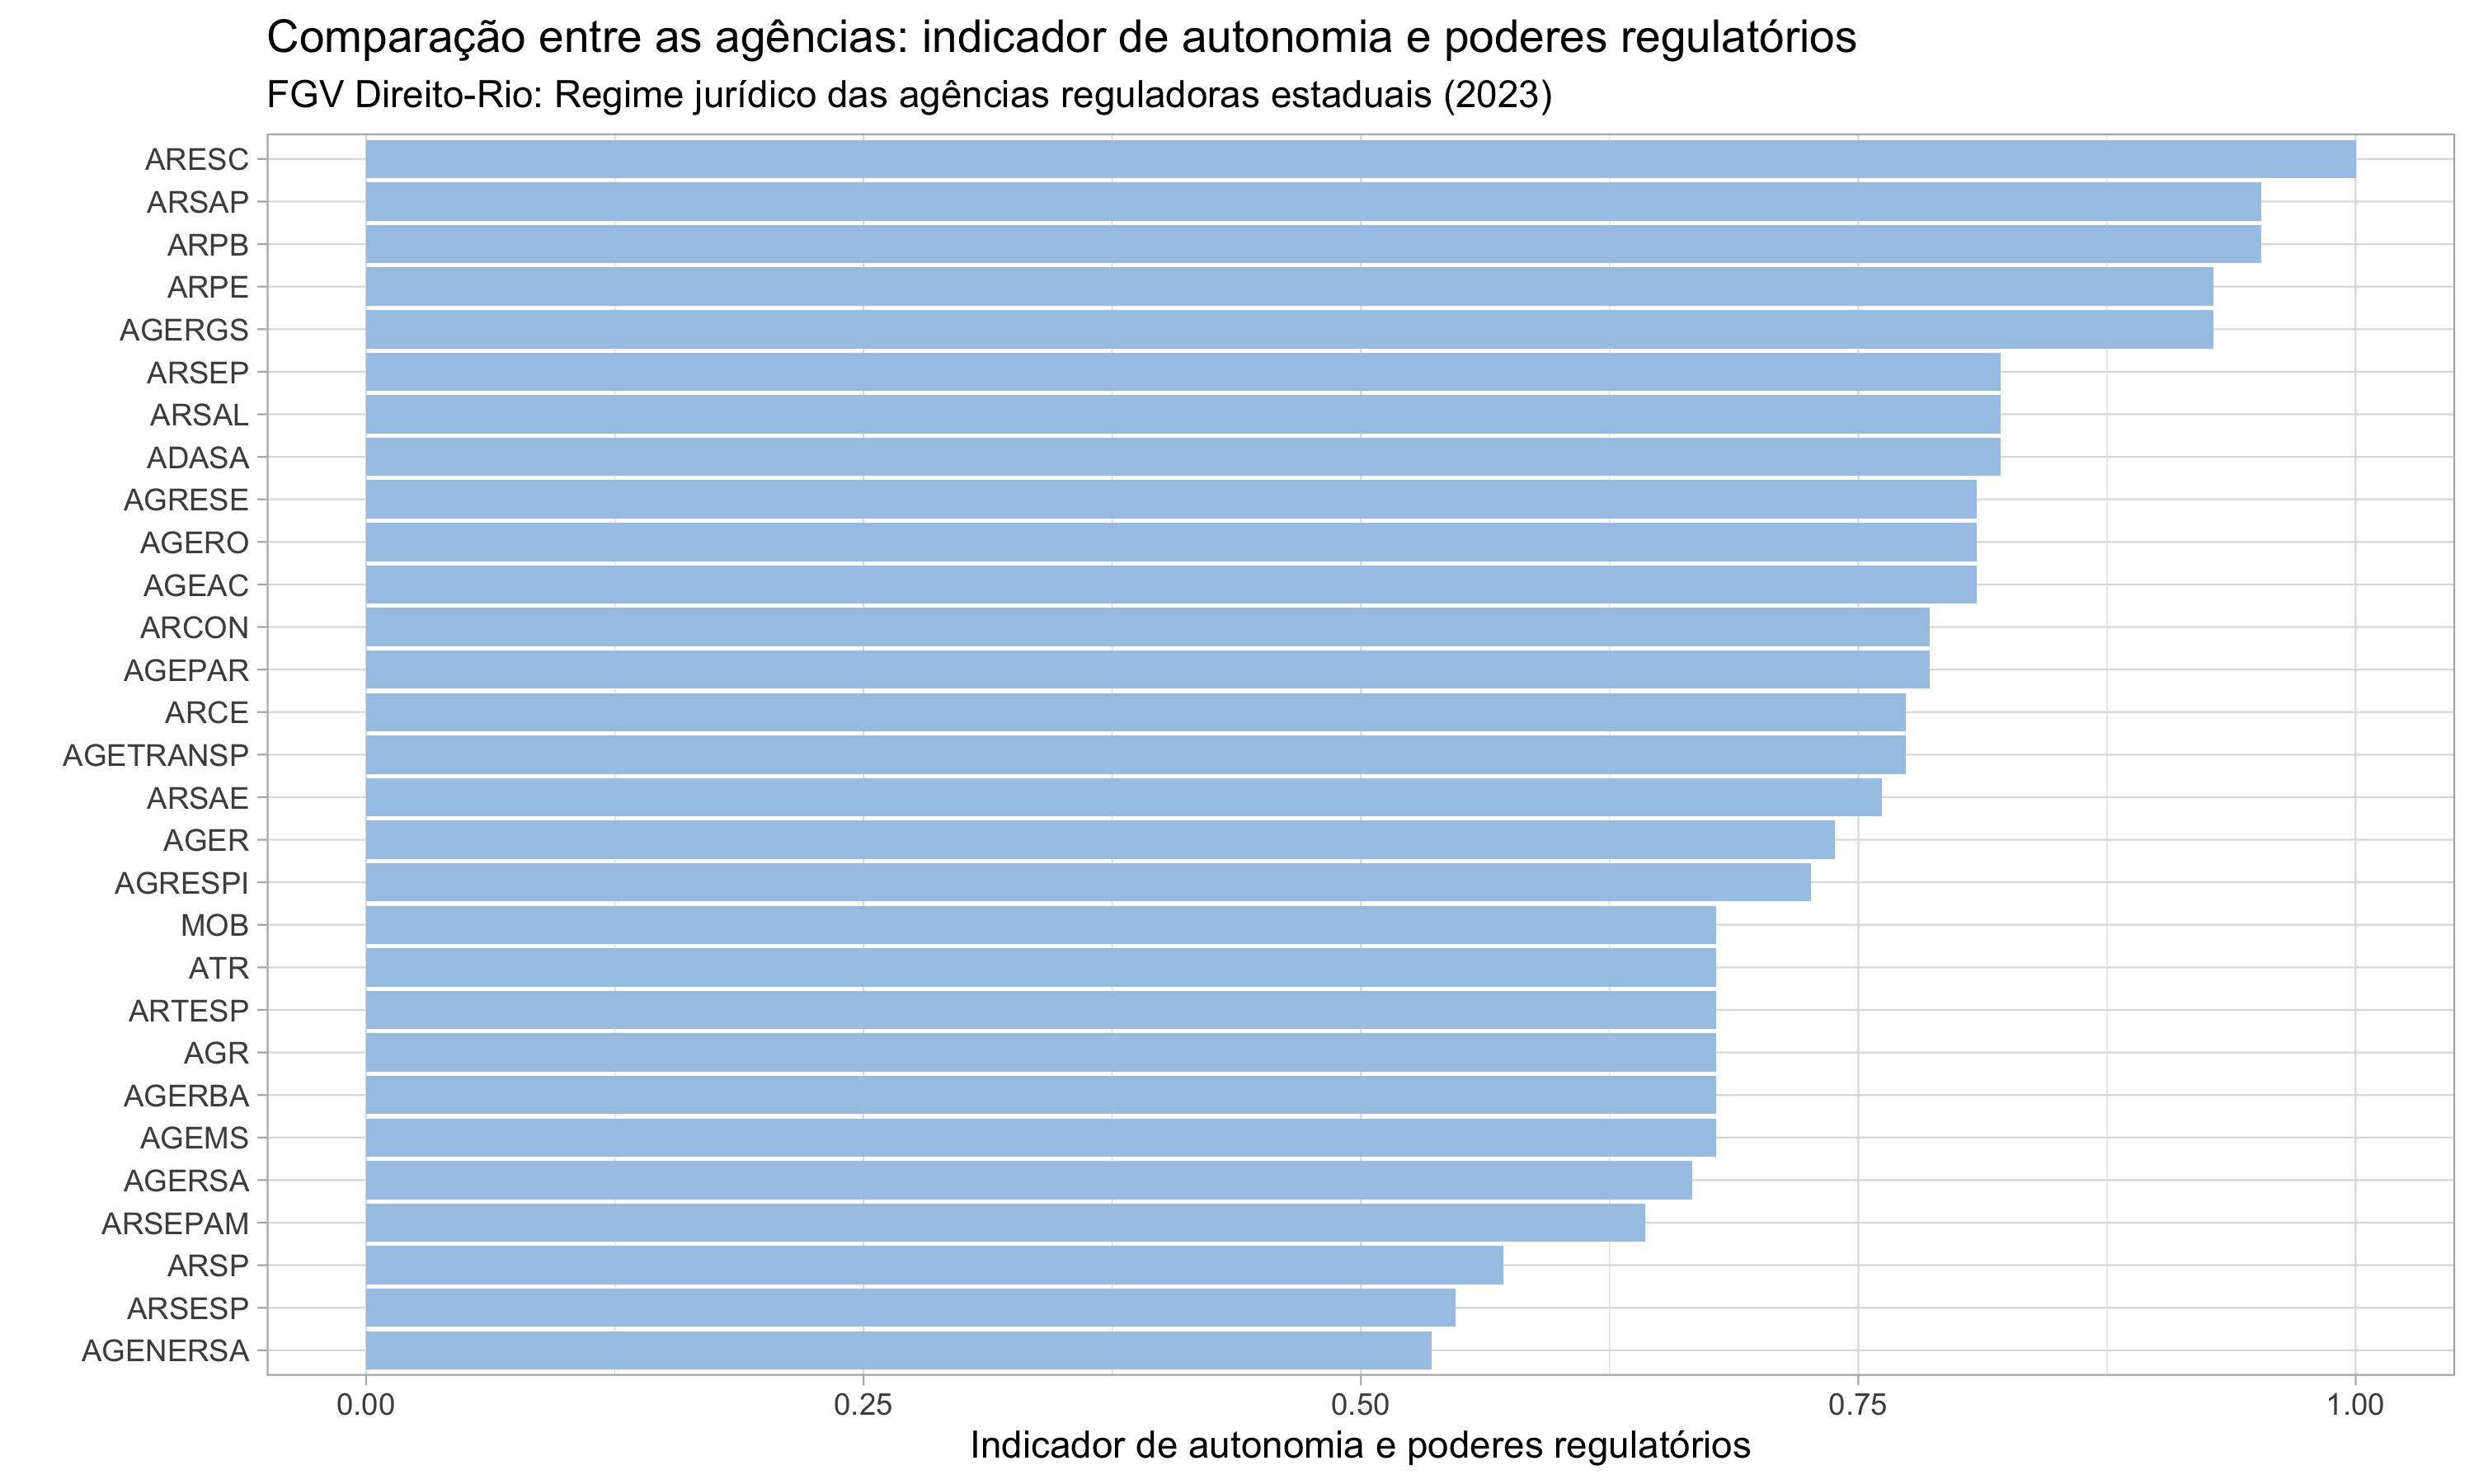 Comparação entre as agências: indicador de autonomia e poderes regulatórios
FGV Direito-Rio: Regime jurídico das agências reguladoras estaduais (2023)
ARESC
ARSAP
ARPB
ARPE
AGERGS
ARSEP
ARSAL
ADASA
AGRESE
AGERO
AGEAC
ARCON
AGEPAR
ARCE
AGETRANSP
ARSAE
AGER
AGRESPI
MOB
ATR
ARTESP
AGR
AGERBA
AGEMS
AGERSA
ARSEPAM
ARSP
ARSESP
AGENERSA
0.00 0.25 0.50 0.75 1.00
Indicador de autonomia e poderes regulatórios